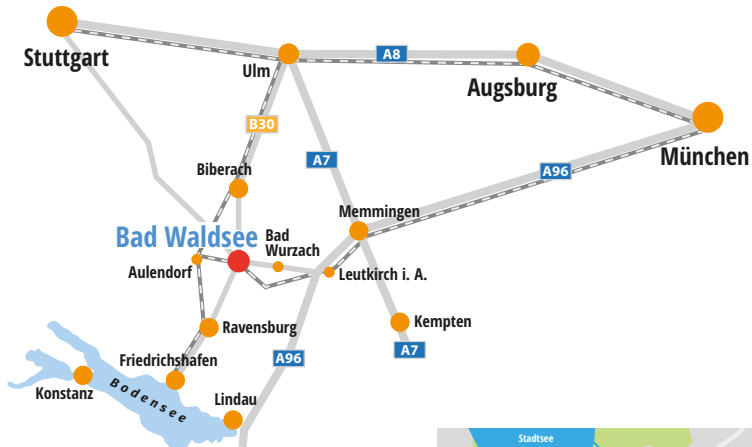 Stuttgart
Ulm
A8
Augsburg
München
B30
A7
A96
Biberach
Memmingen
Bad Waldsee
Bad
Wurzach
Aulendorf
Leutkirch i. A.
Ravensburg
Kempten
A7
A96
Friedrichshafen
Konstanz
Bodensee
Lindau
Stadtsee